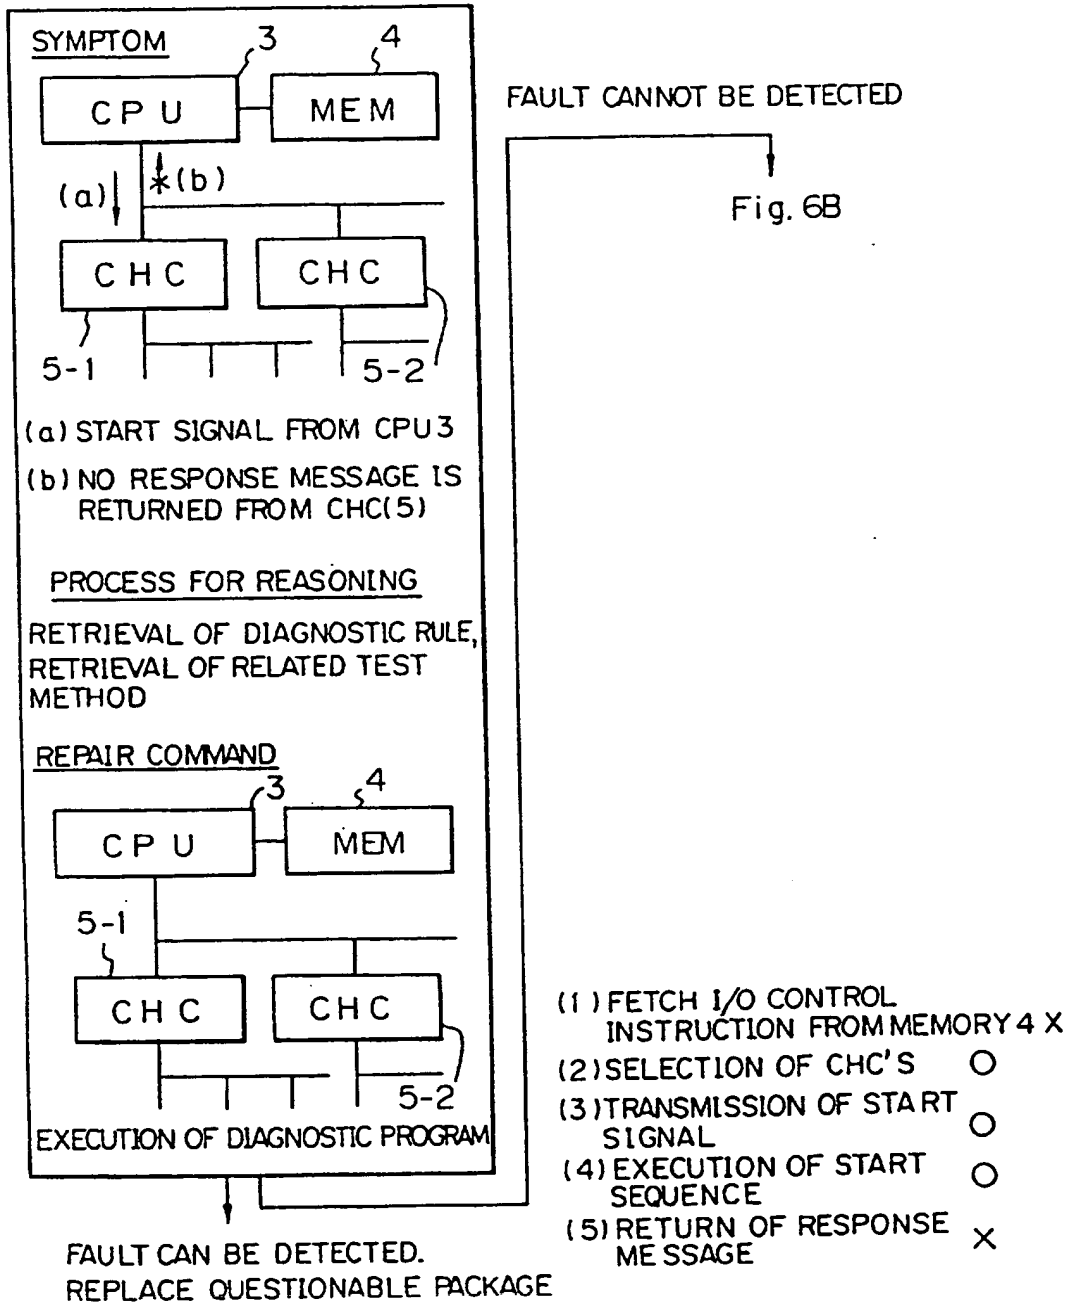 SYMPTOM
3
4
CPU
MEM
(a)
*(b)
CHC
CHC
5-1
5-2
(a) START SIGNAL FROM CPU 3
(b) NO RESPONSE MESSAGE IS
RETURNED FROM CHC(5)
PROCESS FOR REASONING
RETRIEVAL OF DIAGNOSTIC RULE,
RETRIEVAL OF RELATED TEST
METHOD
REPAIR COMMAND
3
4
CPU
MEM
5-1
CHC
CHC
5-2
EXECUTION OF DIAGNOSTIC PROGRAM
FAULT CAN BE DETECTED.
REPLACE QUESTIONABLE PACKAGE
FAULT CANNOT BE DETECTED
Fig. 6B
(1) FETCH I/O CONTROL
INSTRUCTION FROM MEMORY 4 X
(2) SELECTION OF CHC'S O
(3) TRANSMISSION OF START
SIGNAL O
(4) EXECUTION OF START
SEQUENCE O
(5) RETURN OF RESPONSE
MESSAGE X